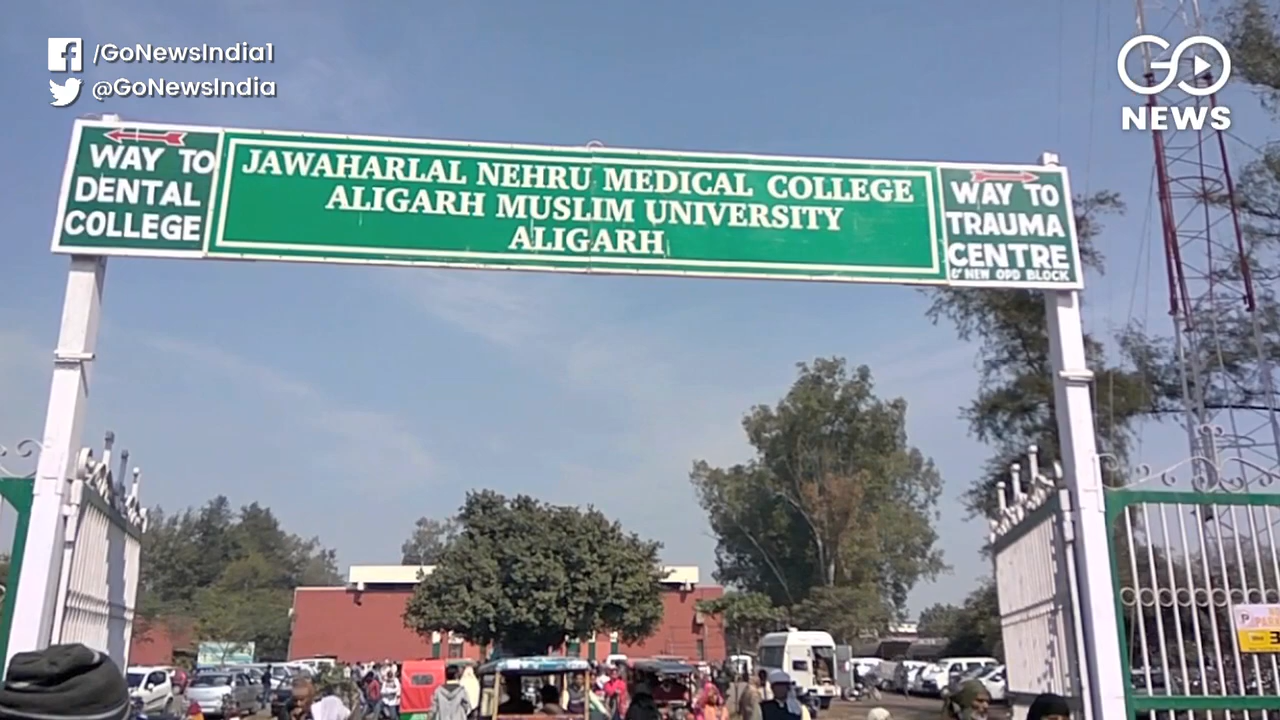 /GoNewsIndia1
@GoNewsIndia
GO
NEWS
WAY TO
DENTAL
COLLEGE
JAWAHARLAL NEHRU MEDICAL COLLEGE
ALIGARH MUSLIM UNIVERSITY
ALIGARH
WAY TO
TRAUMA
CENTRE
& NEW OPD BLOCK